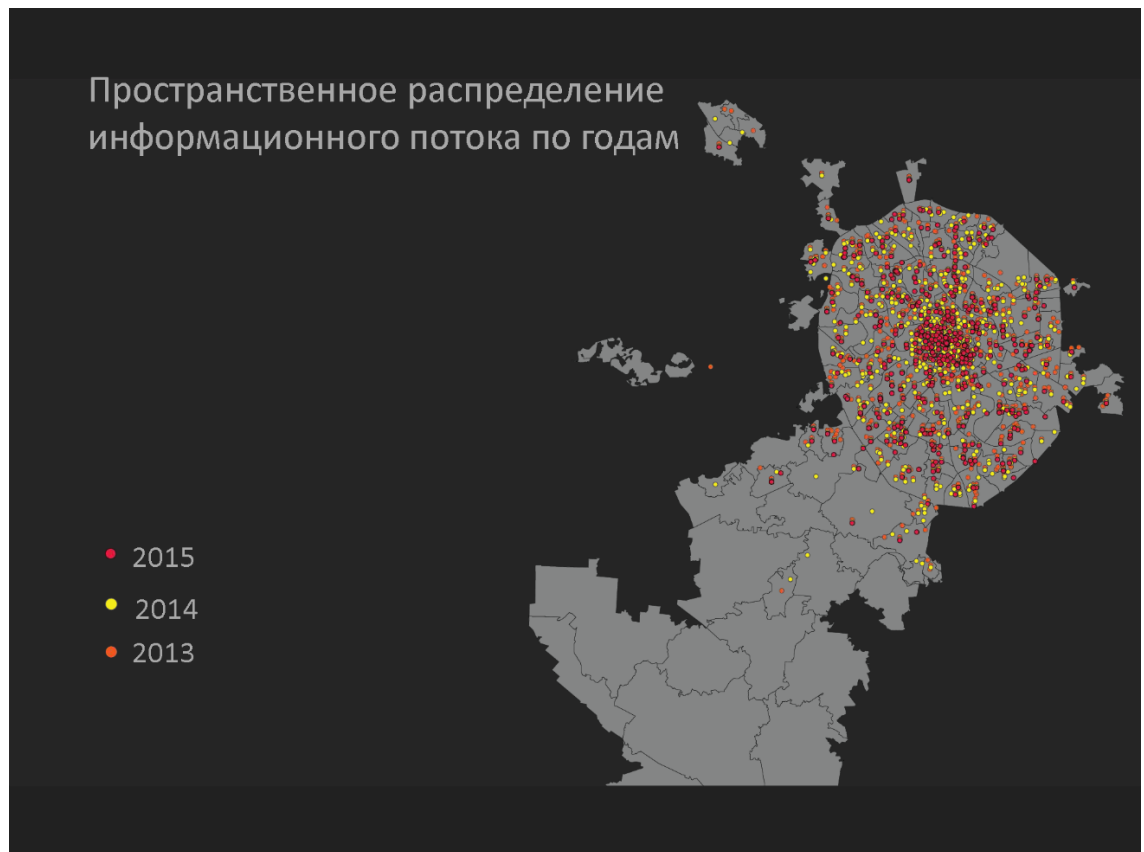 Пространственное распределение
информационного потока по годам
2015
2014
2013